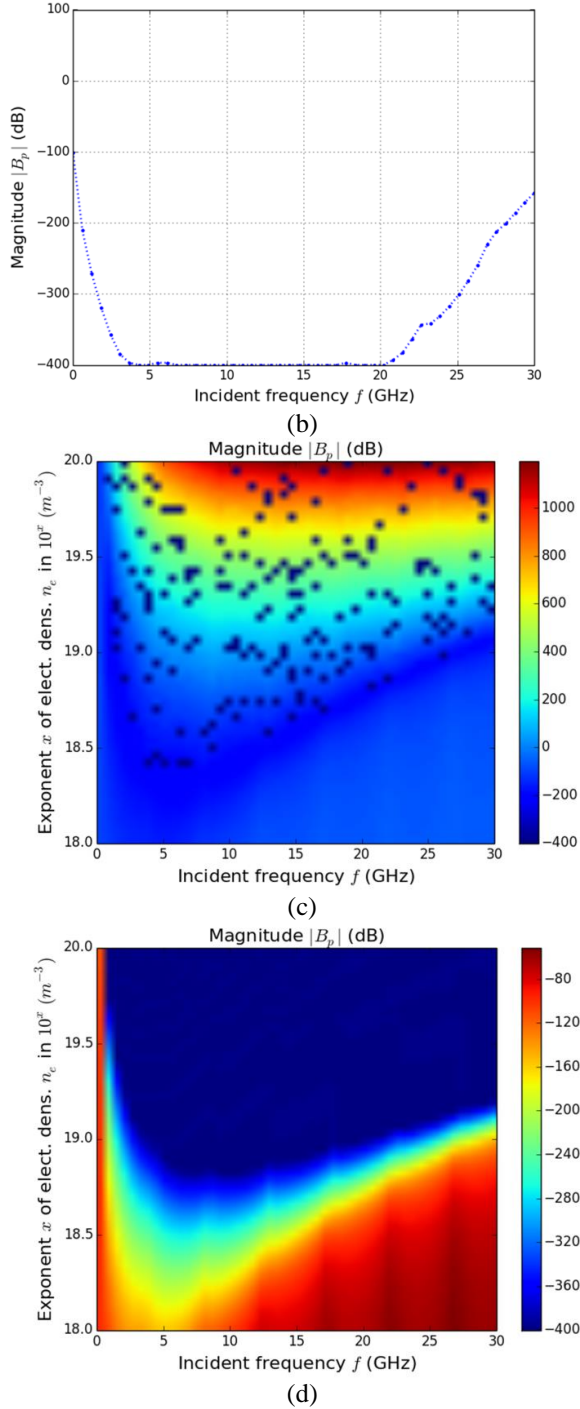 100
0
−100
−200
−300
−400
Magnitude |B_p| (dB)
0 5 10 15 20 25 30
Incident frequency f (GHz)
(b)
Magnitude |B_p| (dB)
20.0
19.5
19.0
18.5
18.0
Exponent x of elect. dens. n_e in 10^x (m^−3)
0 5 10 15 20 25 30
Incident frequency f (GHz)
1000
800
600
400
200
0
−200
−400
(c)
Magnitude |B_p| (dB)
20.0
19.5
19.0
18.5
18.0
Exponent x of elect. dens. n_e in 10^x (m^−3)
0 5 10 15 20 25 30
Incident frequency f (GHz)
−80
−120
−160
−200
−240
−280
−320
−360
−400
(d)